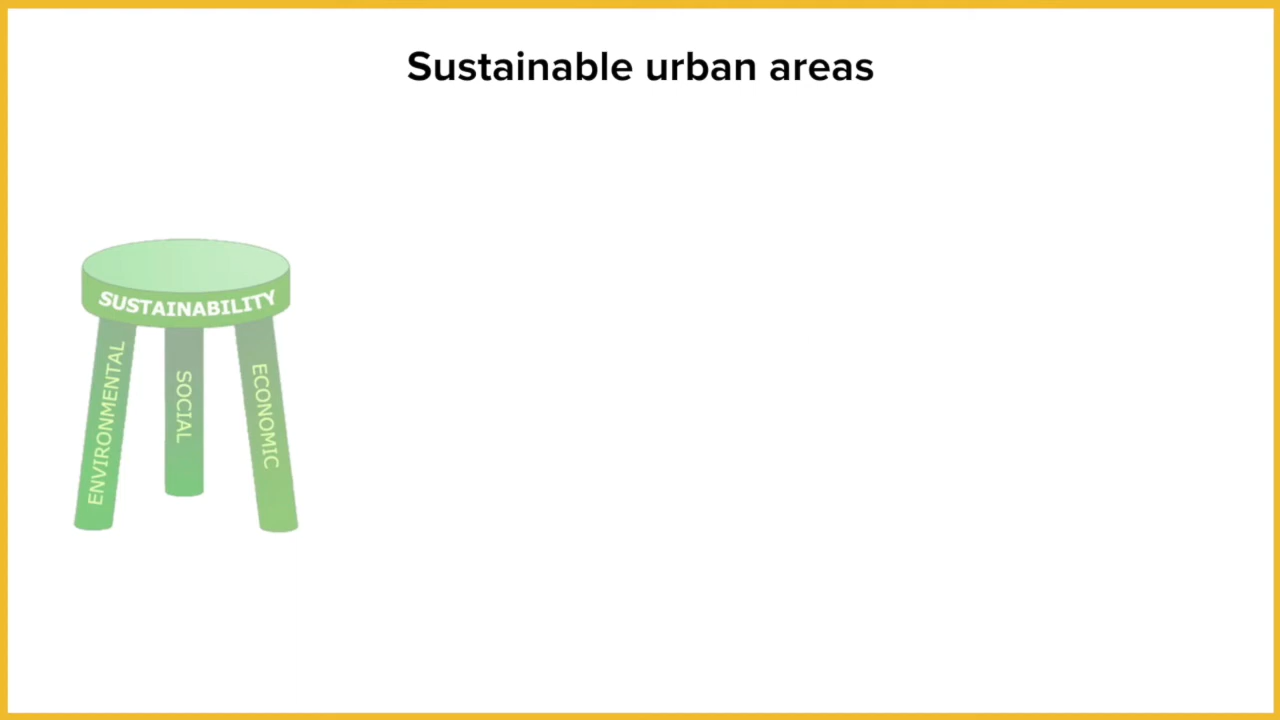 Sustainable urban areas
SUSTAINABILITY
ENVIRONMENTAL
SOCIAL
ECONOMIC